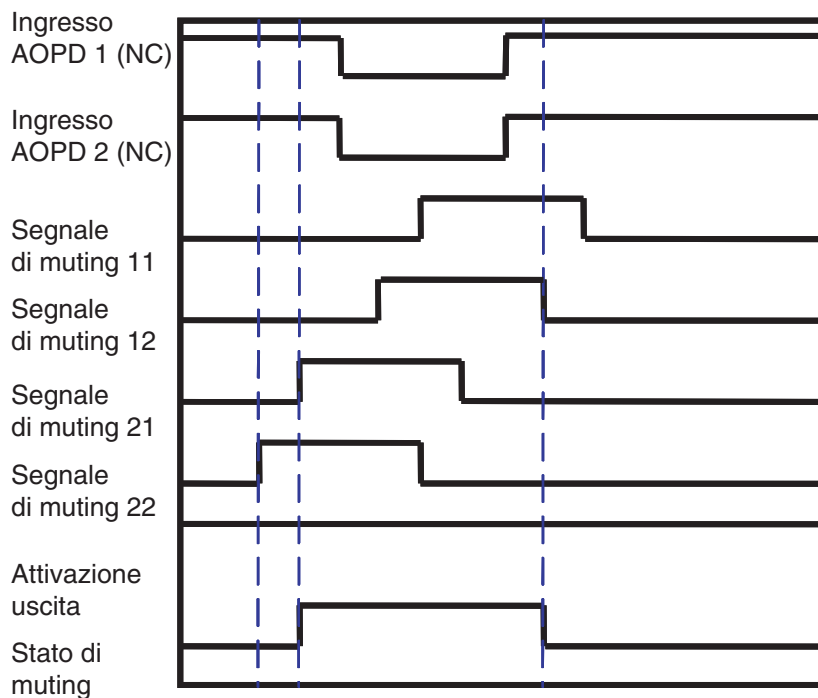 Ingresso
AOPD 1 (NC)
Ingresso
AOPD 2 (NC)
Segnale
di muting 11
Segnale
di muting 12
Segnale
di muting 21
Segnale
di muting 22
Attivazione
uscita
Stato di
muting